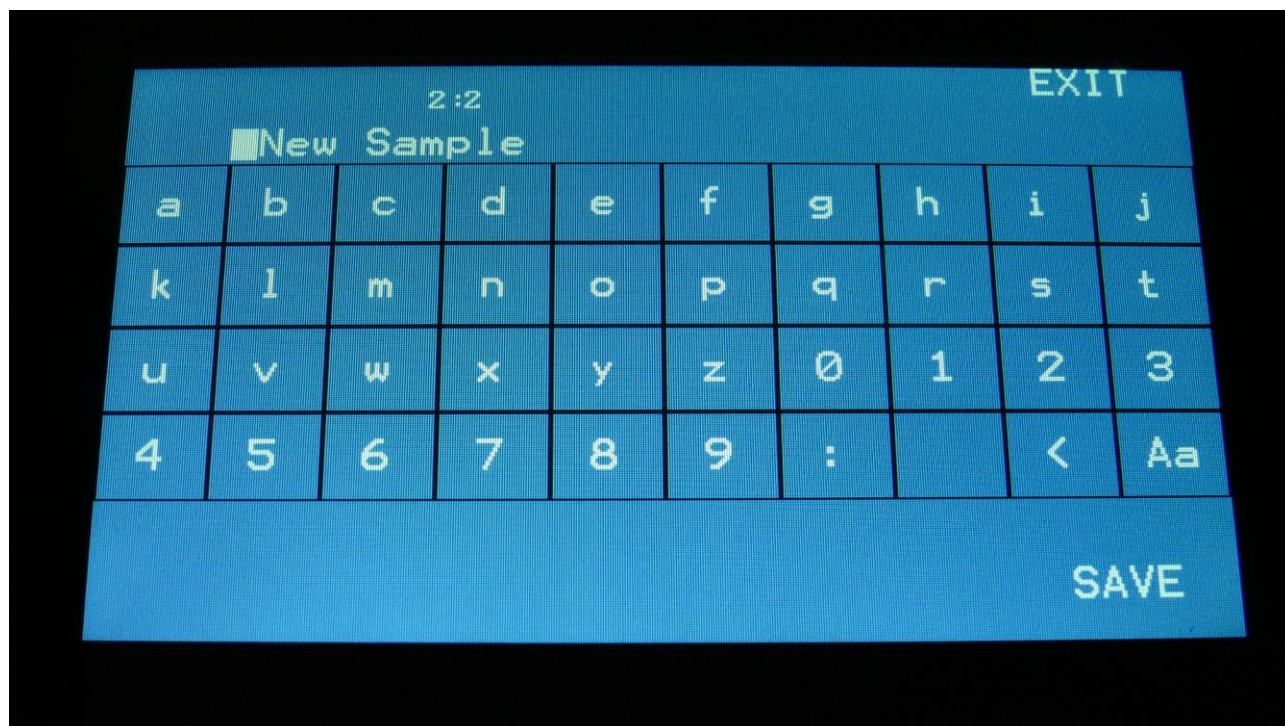 EXIT
2:2
New Sample
a b c d e f g h i j
k l m n o p q r s t
u v w x y z 0 1 2 3
4 5 6 7 8 9 : < Aa
SAVE